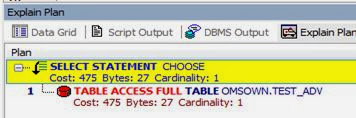 Explain Plan
Data Grid Script Output DBMS Output Explain Plan
Plan
SELECT STATEMENT CHOOSE
Cost: 475 Bytes: 27 Cardinality: 1
1 TABLE ACCESS FULL TABLE OMSOWN.TEST_ADV
Cost: 475 Bytes: 27 Cardinality: 1